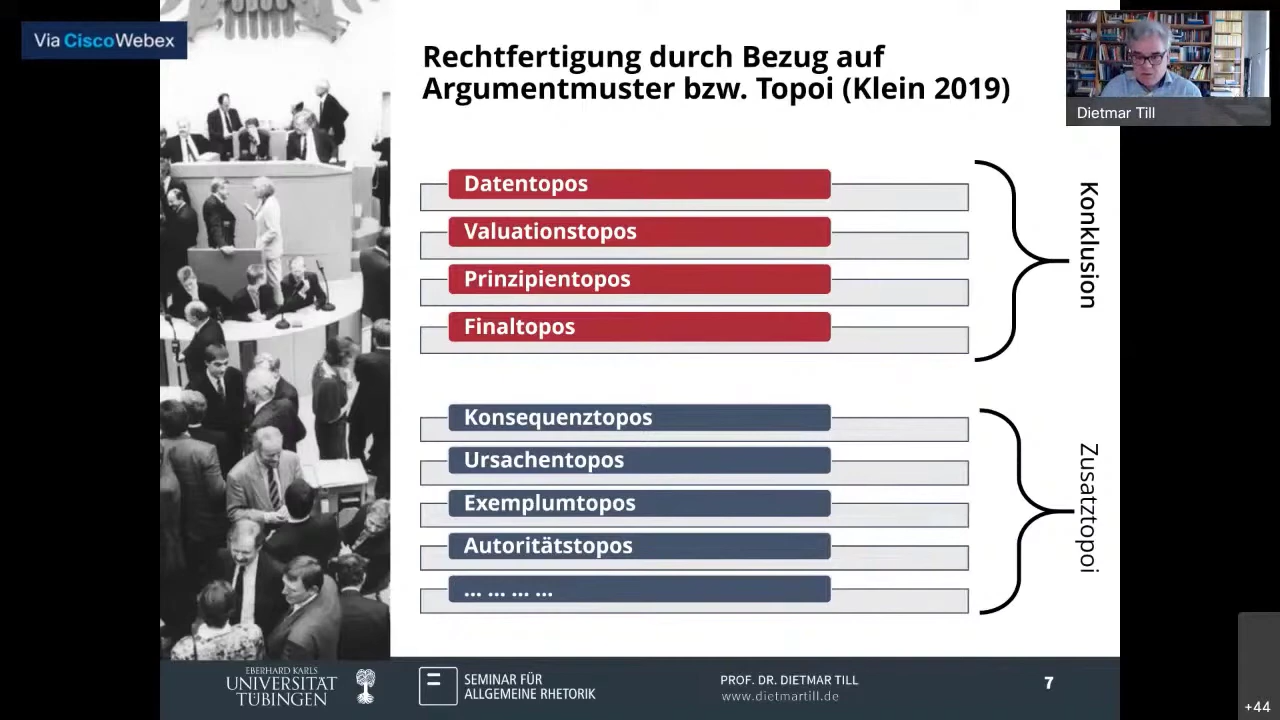 Via CiscoWebex
Rechtfertigung durch Bezug auf
Argumentmuster bzw. Topoi (Klein 2019)
Dietmar Till
Datentopos
Valuationstopos
Prinzipientopos
Finaltopos
Konklusion
Konsequenztopos
Ursachentopos
Exemplumtopos
Autoritätstopos
... ... ... ...
Zusatztopoi
EBERHARD KARLS
UNIVERSITÄT
TÜBINGEN
SEMINAR FÜR
ALLGEMEINE RHETORIK
PROF. DR. DIETMAR TILL
www.dietmartill.de
7
+44